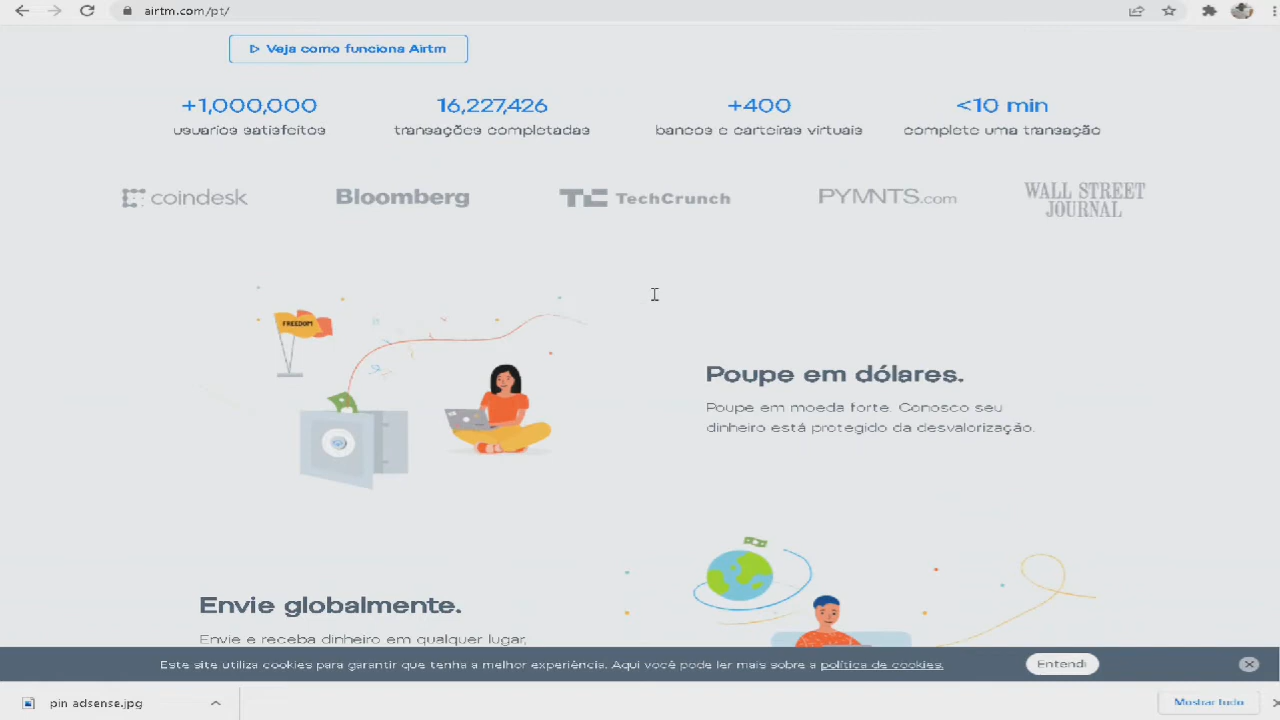 airtm.com/pt/
Veja como funciona Airtm
+1,000,000 16,227,426 +400 <10 min
usuarios satisfeitos transações completadas bancos e carteiras virtuais complete uma transação
coindesk Bloomberg TC TechCrunch PYMNTS.com WALL STREET
JOURNAL
FREEDOM
Poupe em dólares.
Poupe em moeda forte. Conosco seu
dinheiro está protegido da desvalorização.
Envie globalmente.
Envie e receba dinheiro em qualquer lugar,
Este site utiliza cookies para garantir que tenha a melhor experiência. Aqui você pode ler mais sobre a política de cookies. Entendi
pin adsense.jpg Mostrar tudo